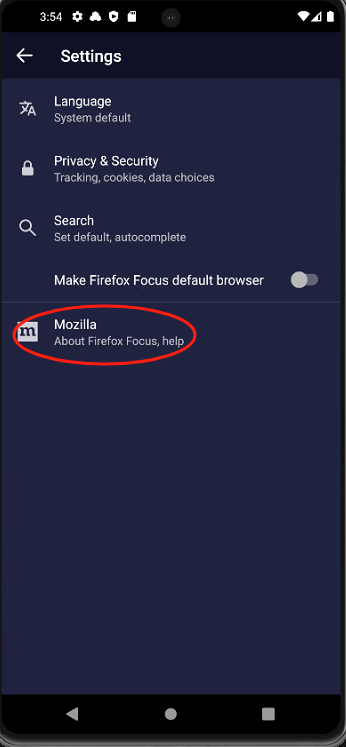 3:54
Settings
Language
System default
Privacy & Security
Tracking, cookies, data choices
Search
Set default, autocomplete
Make Firefox Focus default browser
m
Mozilla
About Firefox Focus, help